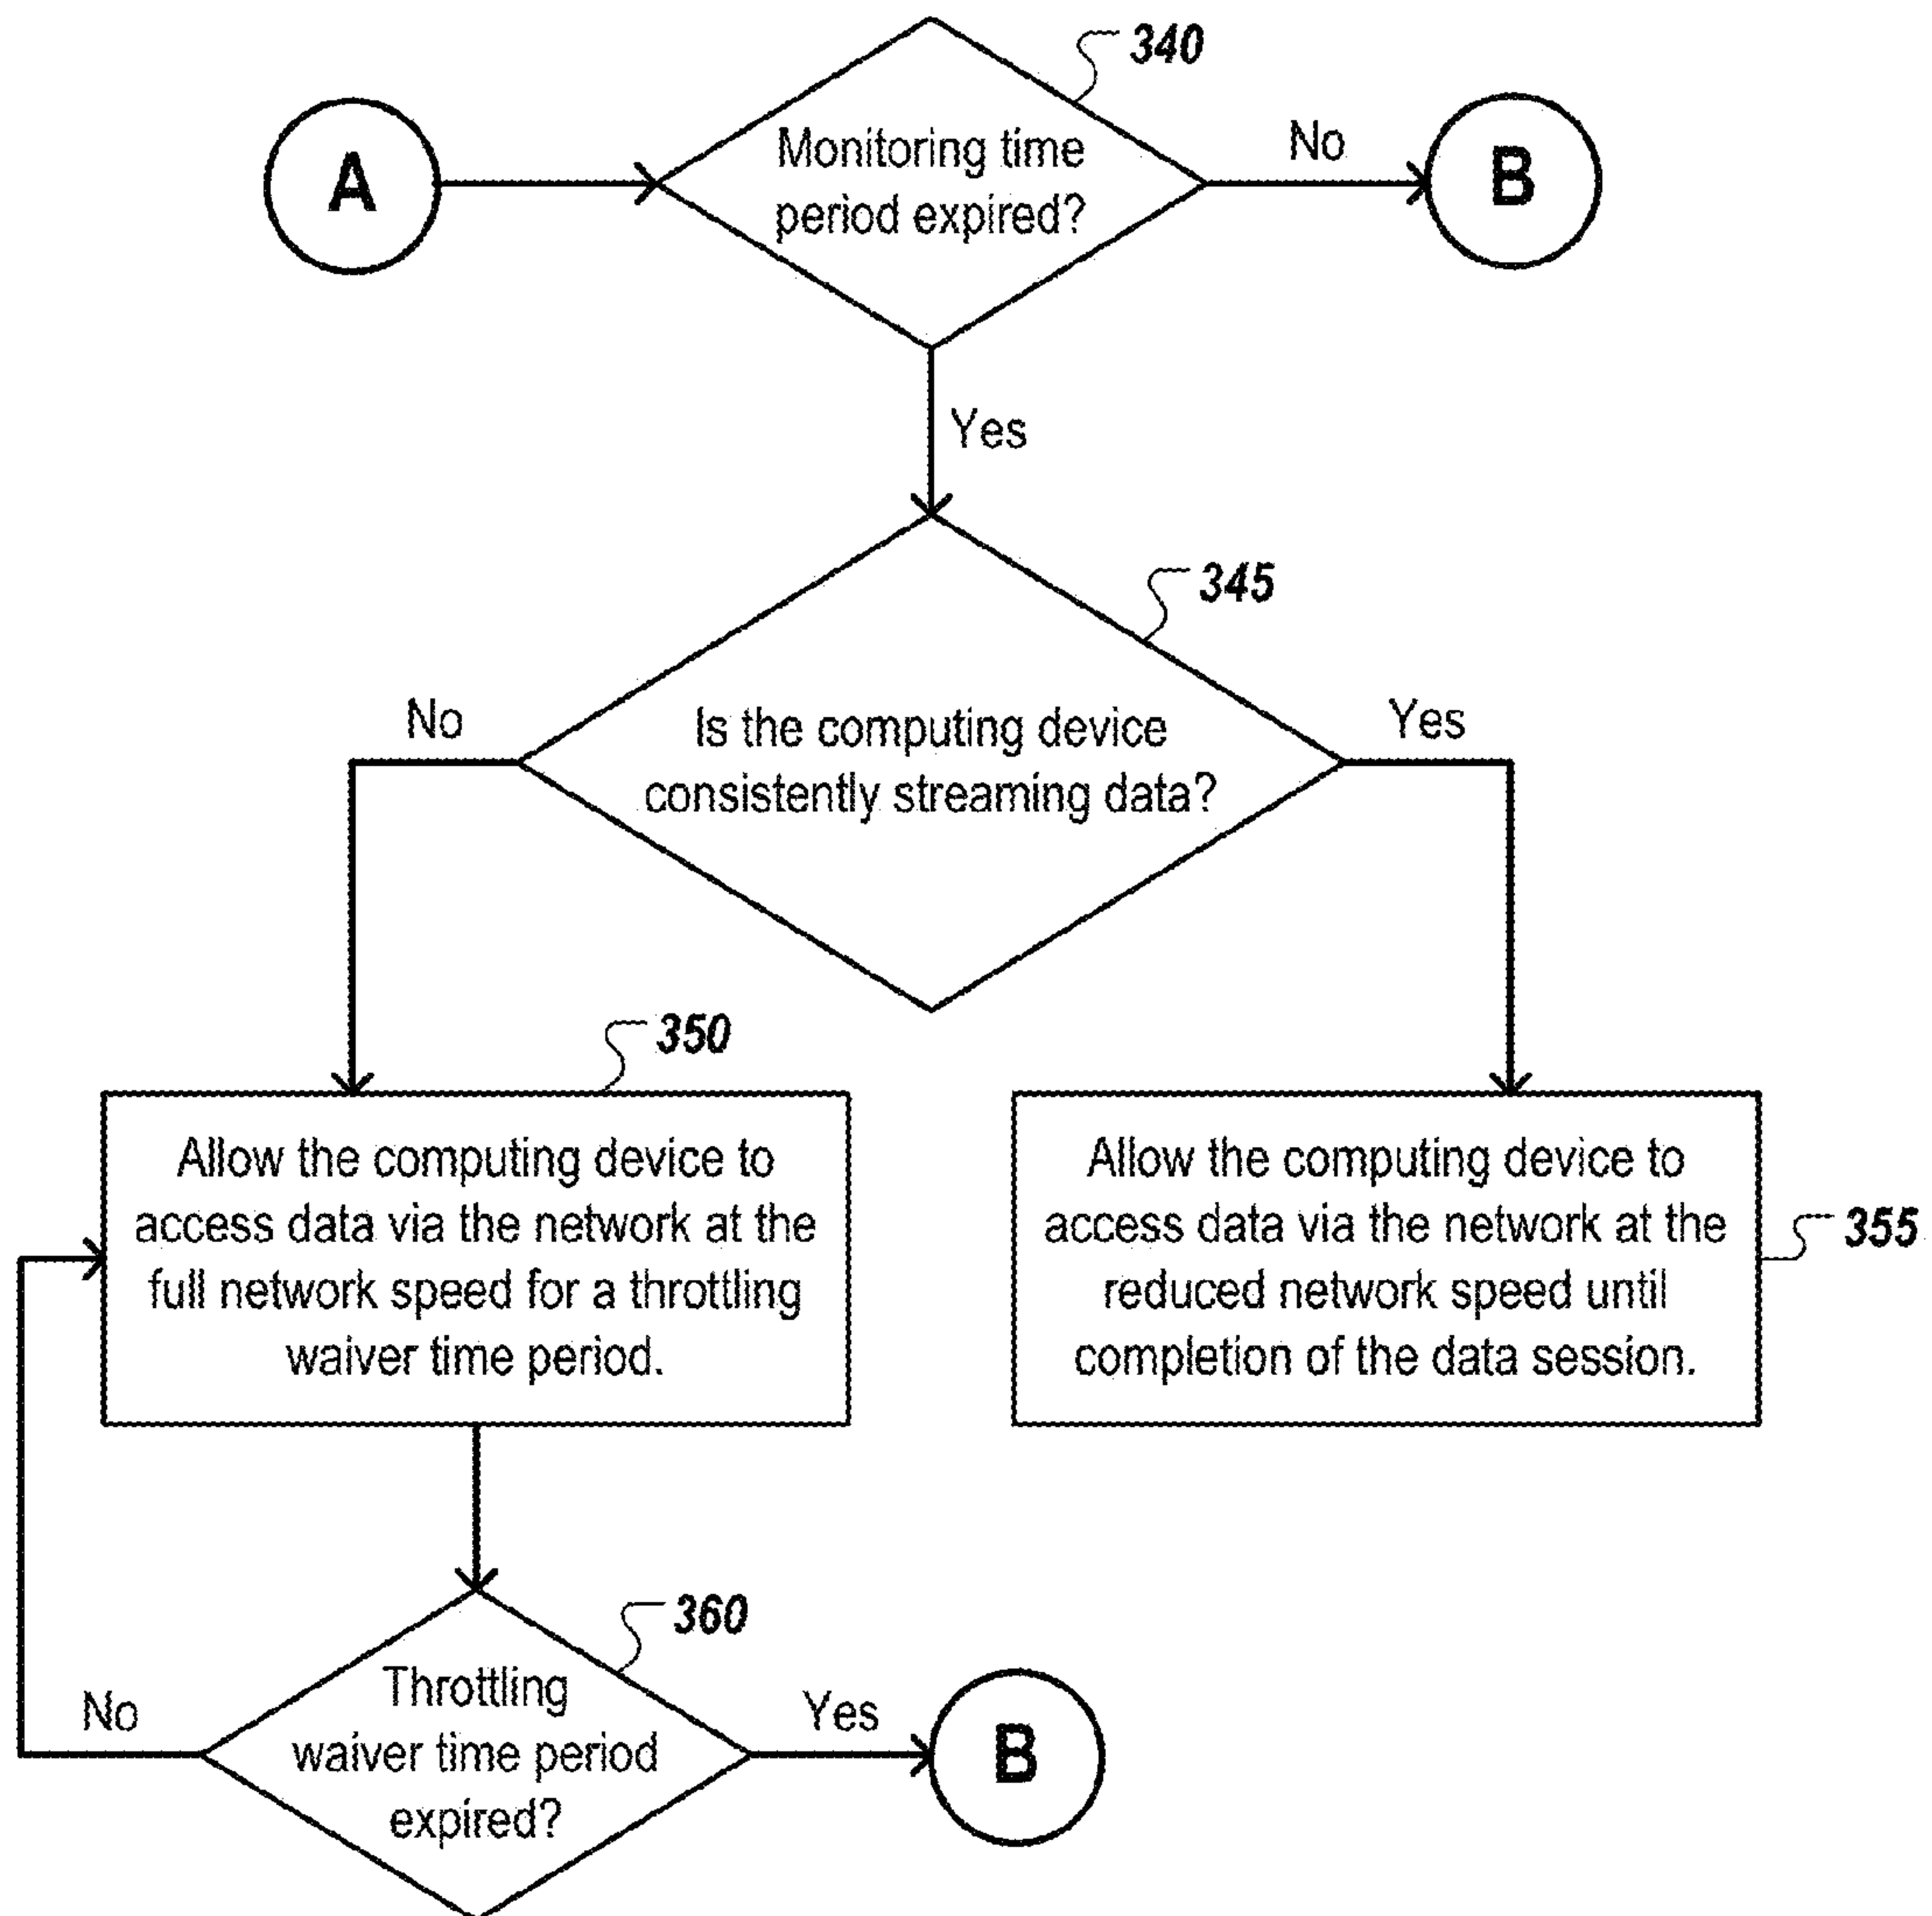 340
A
Monitoring time
period expired?
No
B
Yes
345
No
Is the computing device
consistently streaming data?
Yes
350
Allow the computing device to
access data via the network at the
full network speed for a throttling
waiver time period.
Allow the computing device to
access data via the network at the
reduced network speed until
completion of the data session.
355
360
No
Throttling
waiver time period
expired?
Yes
B